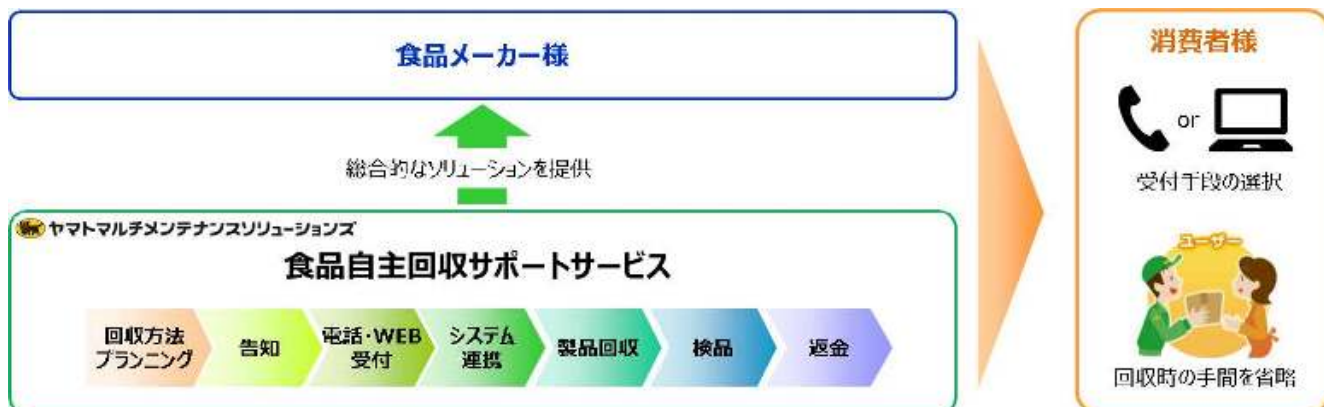 食品メーカー様
総合的なソリューションを提供
ヤマトマルチメンテナンスソリューションズ
食品自主回収サポートサービス
回収方法
プランニング
告知
電話・WEB
受付
システム
連携
製品回収
検品
返金
消費者様
or
受付手段の選択
ユーザー
回収時の手間を省略